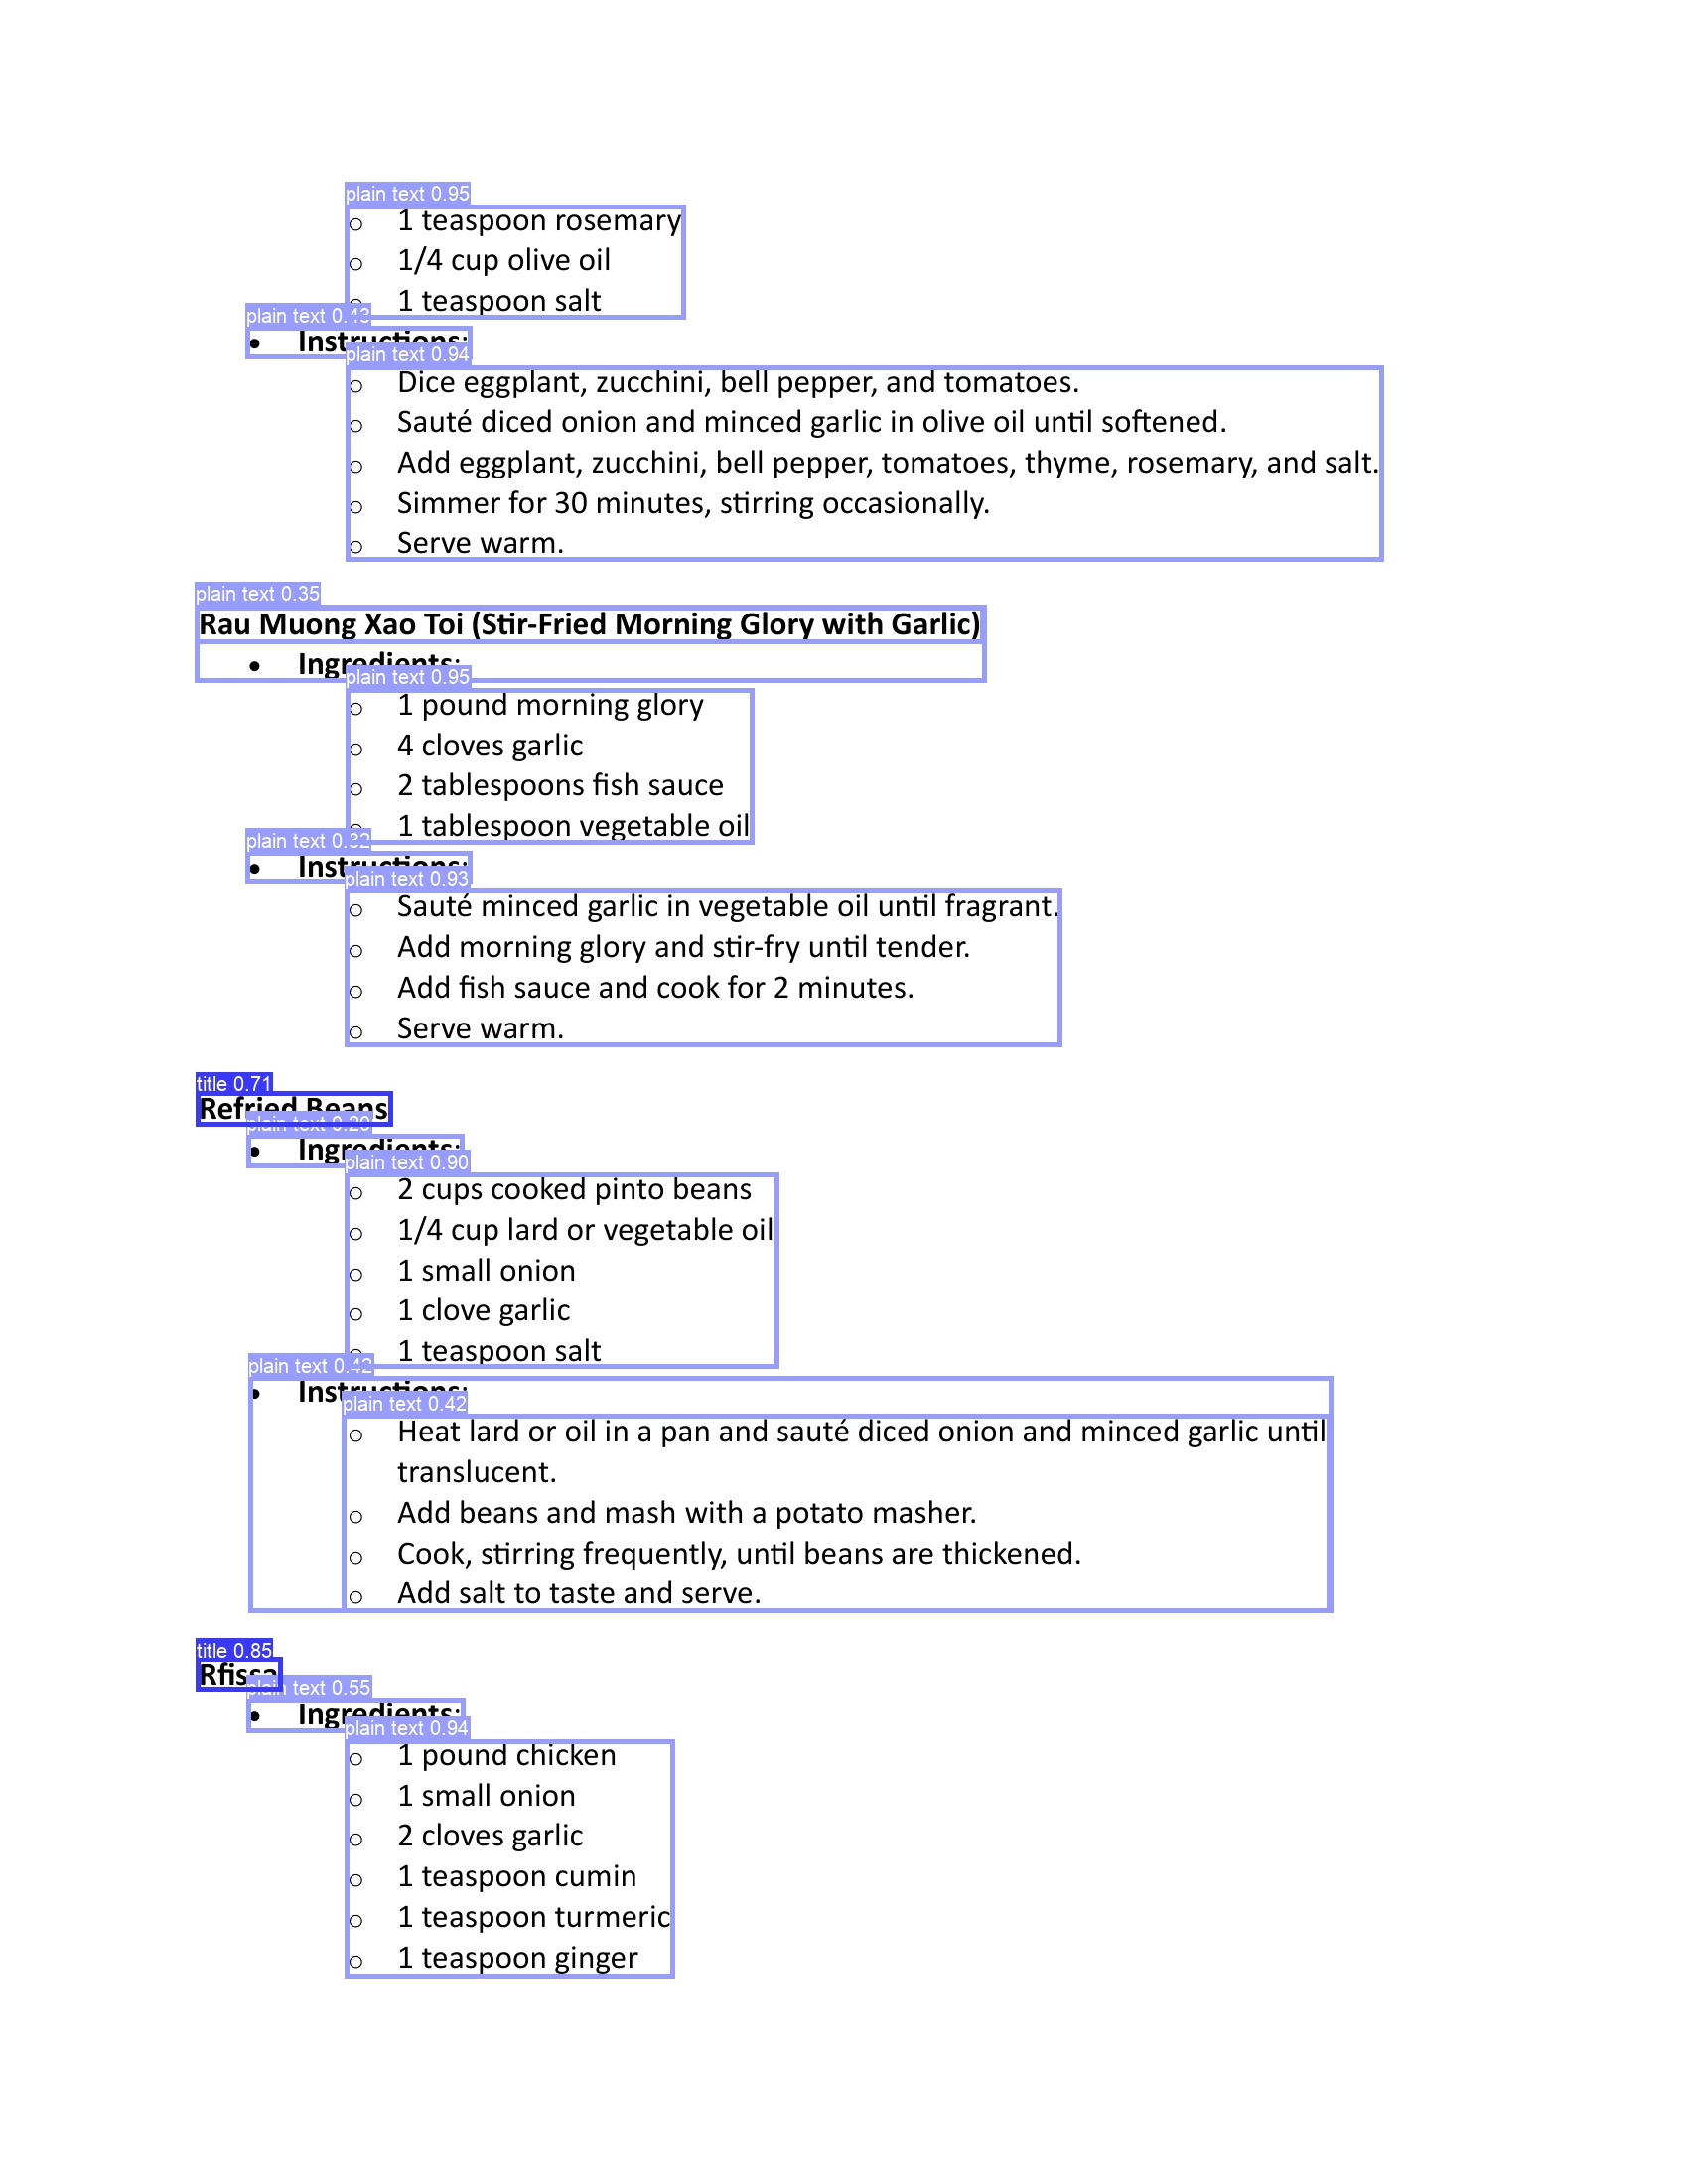 plain text 0.95
○ 1 teaspoon rosemary
○ 1/4 cup olive oil
○ 1 teaspoon salt
plain text 0.43
• Instructions:
plain text 0.94
○ Dice eggplant, zucchini, bell pepper, and tomatoes.
○ Sauté diced onion and minced garlic in olive oil until softened.
○ Add eggplant, zucchini, bell pepper, tomatoes, thyme, rosemary, and salt.
○ Simmer for 30 minutes, stirring occasionally.
○ Serve warm.
plain text 0.35
Rau Muong Xao Toi (Stir-Fried Morning Glory with Garlic)
• Ingredients:
plain text 0.95
○ 1 pound morning glory
○ 4 cloves garlic
○ 2 tablespoons fish sauce
○ 1 tablespoon vegetable oil
plain text 0.32
• Instructions:
plain text 0.93
○ Sauté minced garlic in vegetable oil until fragrant.
○ Add morning glory and stir-fry until tender.
○ Add fish sauce and cook for 2 minutes.
○ Serve warm.
title 0.71
Refried Beans
plain text 0.29
• Ingredients:
plain text 0.90
○ 2 cups cooked pinto beans
○ 1/4 cup lard or vegetable oil
○ 1 small onion
○ 1 clove garlic
○ 1 teaspoon salt
plain text 0.42
• Instructions:
plain text 0.42
○ Heat lard or oil in a pan and sauté diced onion and minced garlic until
translucent.
○ Add beans and mash with a potato masher.
○ Cook, stirring frequently, until beans are thickened.
○ Add salt to taste and serve.
title 0.85
Rfissa
plain text 0.55
• Ingredients:
plain text 0.94
○ 1 pound chicken
○ 1 small onion
○ 2 cloves garlic
○ 1 teaspoon cumin
○ 1 teaspoon turmeric
○ 1 teaspoon ginger